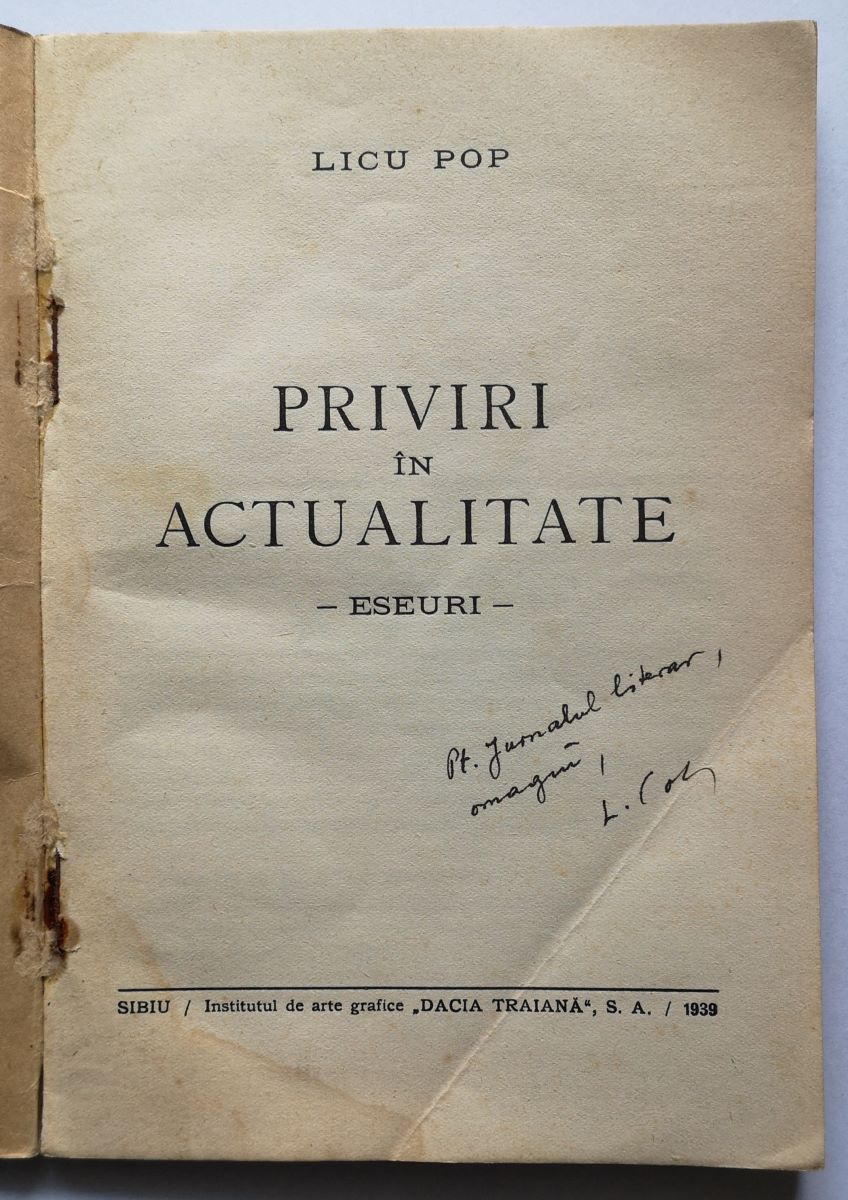 LICU POP
PRIVIRI
ÎN
ACTUALITATE
– ESEURI –
Pt. Jurnalul literar,
omagiu,
L.
SIBIU / Institutul de arte grafice „DACIA TRAIANĂ“, S. A. / 1939